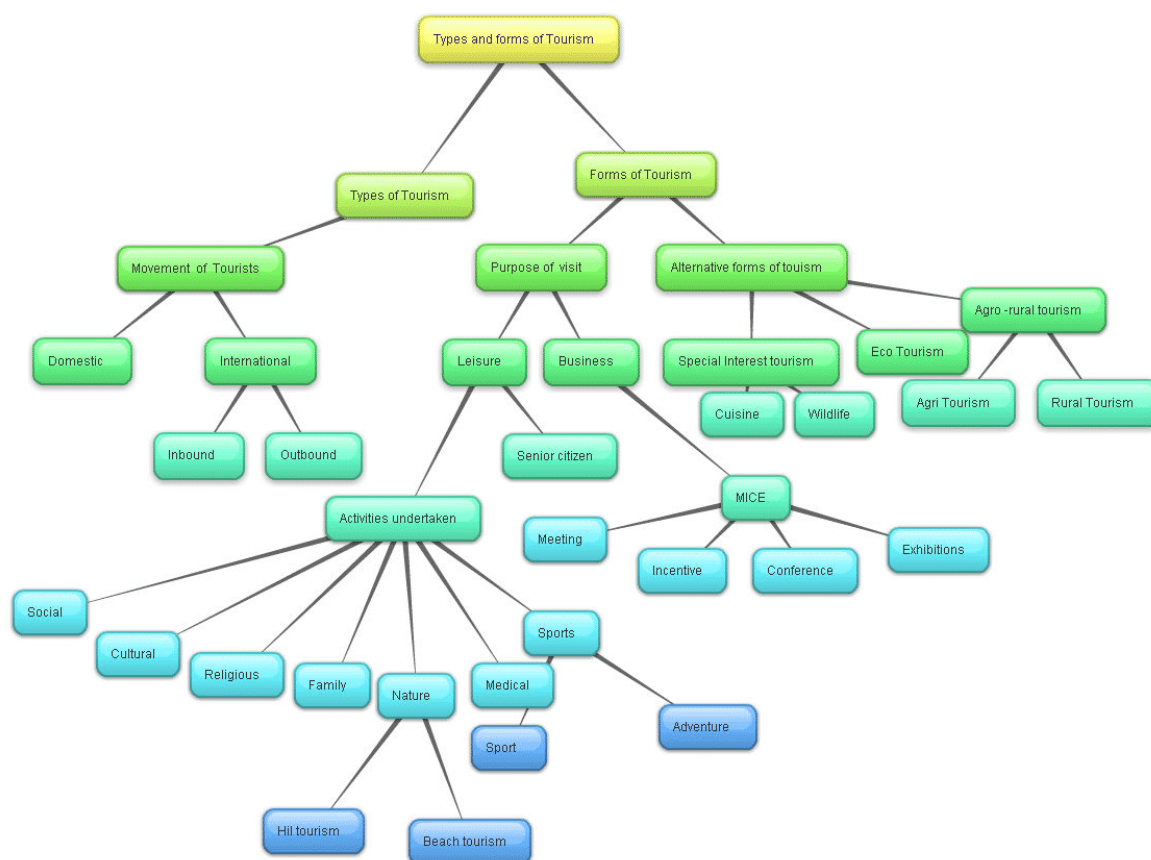 Types and forms of Tourism
Forms of Tourism
Types of Tourism
Movement of Tourists
Purpose of visit
Alternative forms of touism
Agro -rural tourism
Domestic
International
Leisure
Business
Special Interest tourism
Eco Tourism
Agri Tourism
Rural Tourism
Cuisine
Wildlife
Inbound
Outbound
Senior citizen
MICE
Activities undertaken
Meeting
Exhibitions
Incentive
Conference
Social
Sports
Cultural
Religious
Family
Nature
Medical
Adventure
Sport
Hil tourism
Beach tourism